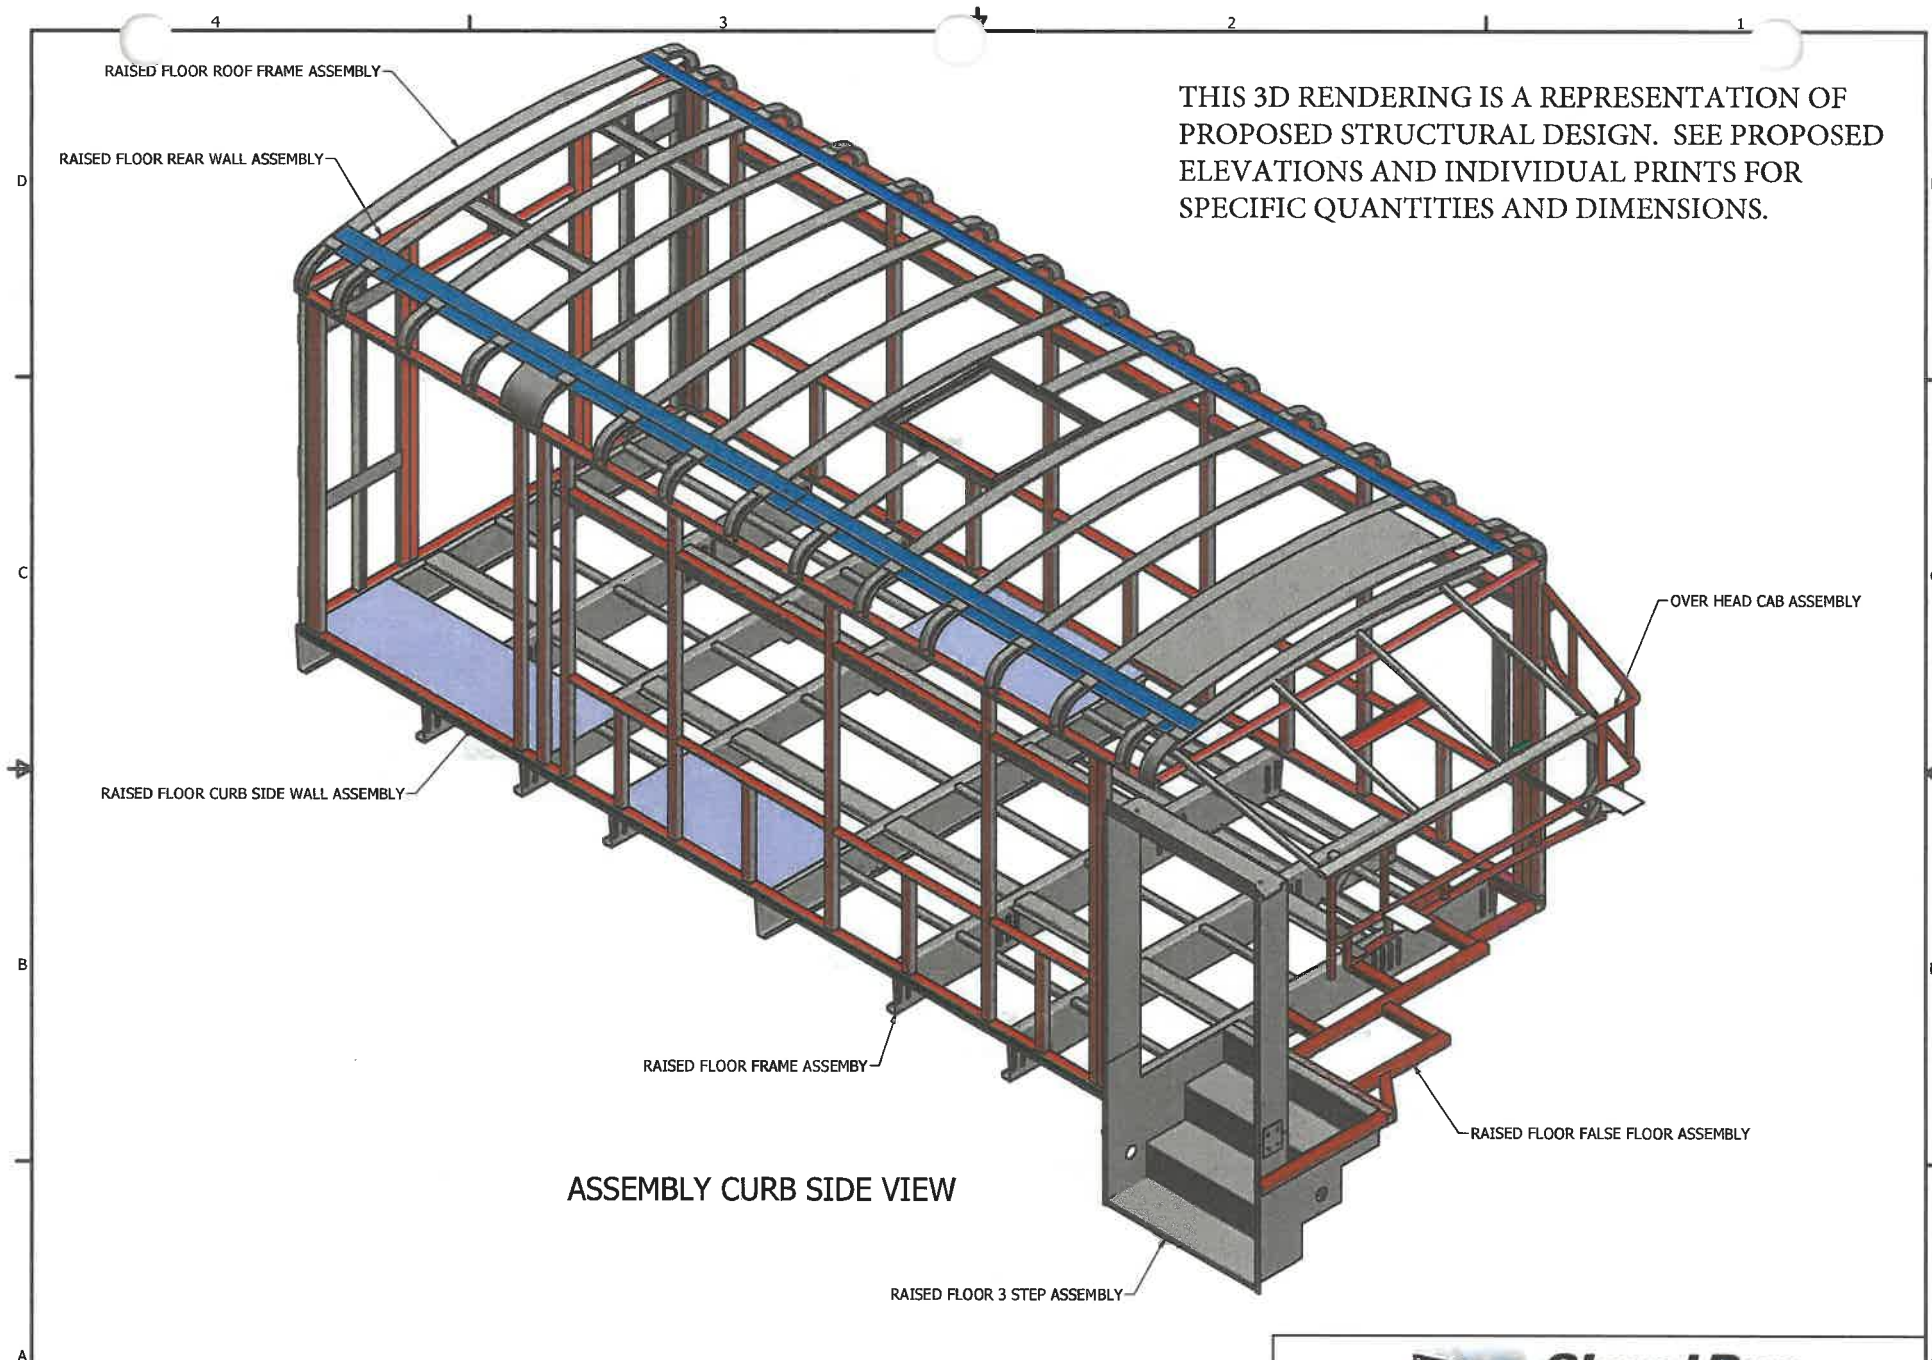 4
3
2
1
RAISED FLOOR ROOF FRAME ASSEMBLY
THIS 3D RENDERING IS A REPRESENTATION OF
PROPOSED STRUCTURAL DESIGN. SEE PROPOSED
ELEVATIONS AND INDIVIDUAL PRINTS FOR
SPECIFIC QUANTITIES AND DIMENSIONS.
RAISED FLOOR REAR WALL ASSEMBLY
D
C
OVER HEAD CAB ASSEMBLY
RAISED FLOOR CURB SIDE WALL ASSEMBLY
B
RAISED FLOOR FRAME ASSEMBY
RAISED FLOOR FALSE FLOOR ASSEMBLY
ASSEMBLY CURB SIDE VIEW
RAISED FLOOR 3 STEP ASSEMBLY
A